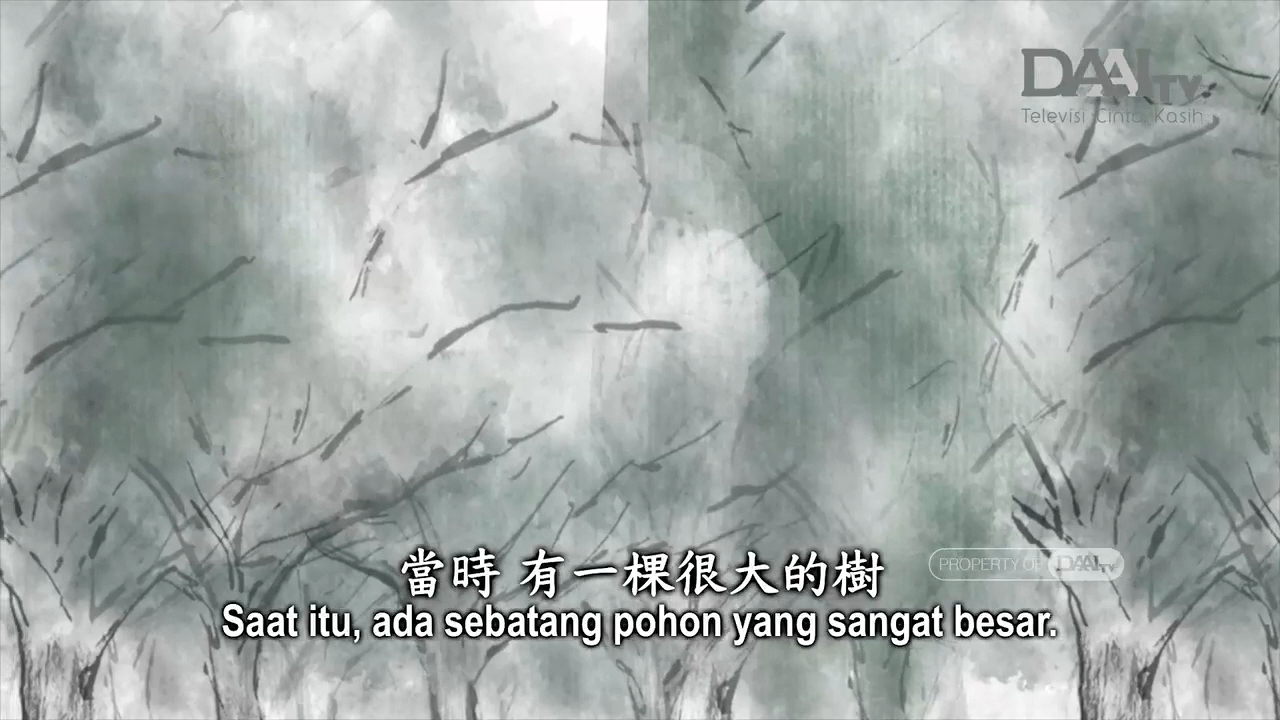 DAAI TV
Televisi Cinta Kasih
當時 有一棵很大的樹
PROPERTY OF DAAI TV
Saat itu, ada sebatang pohon yang sangat besar.